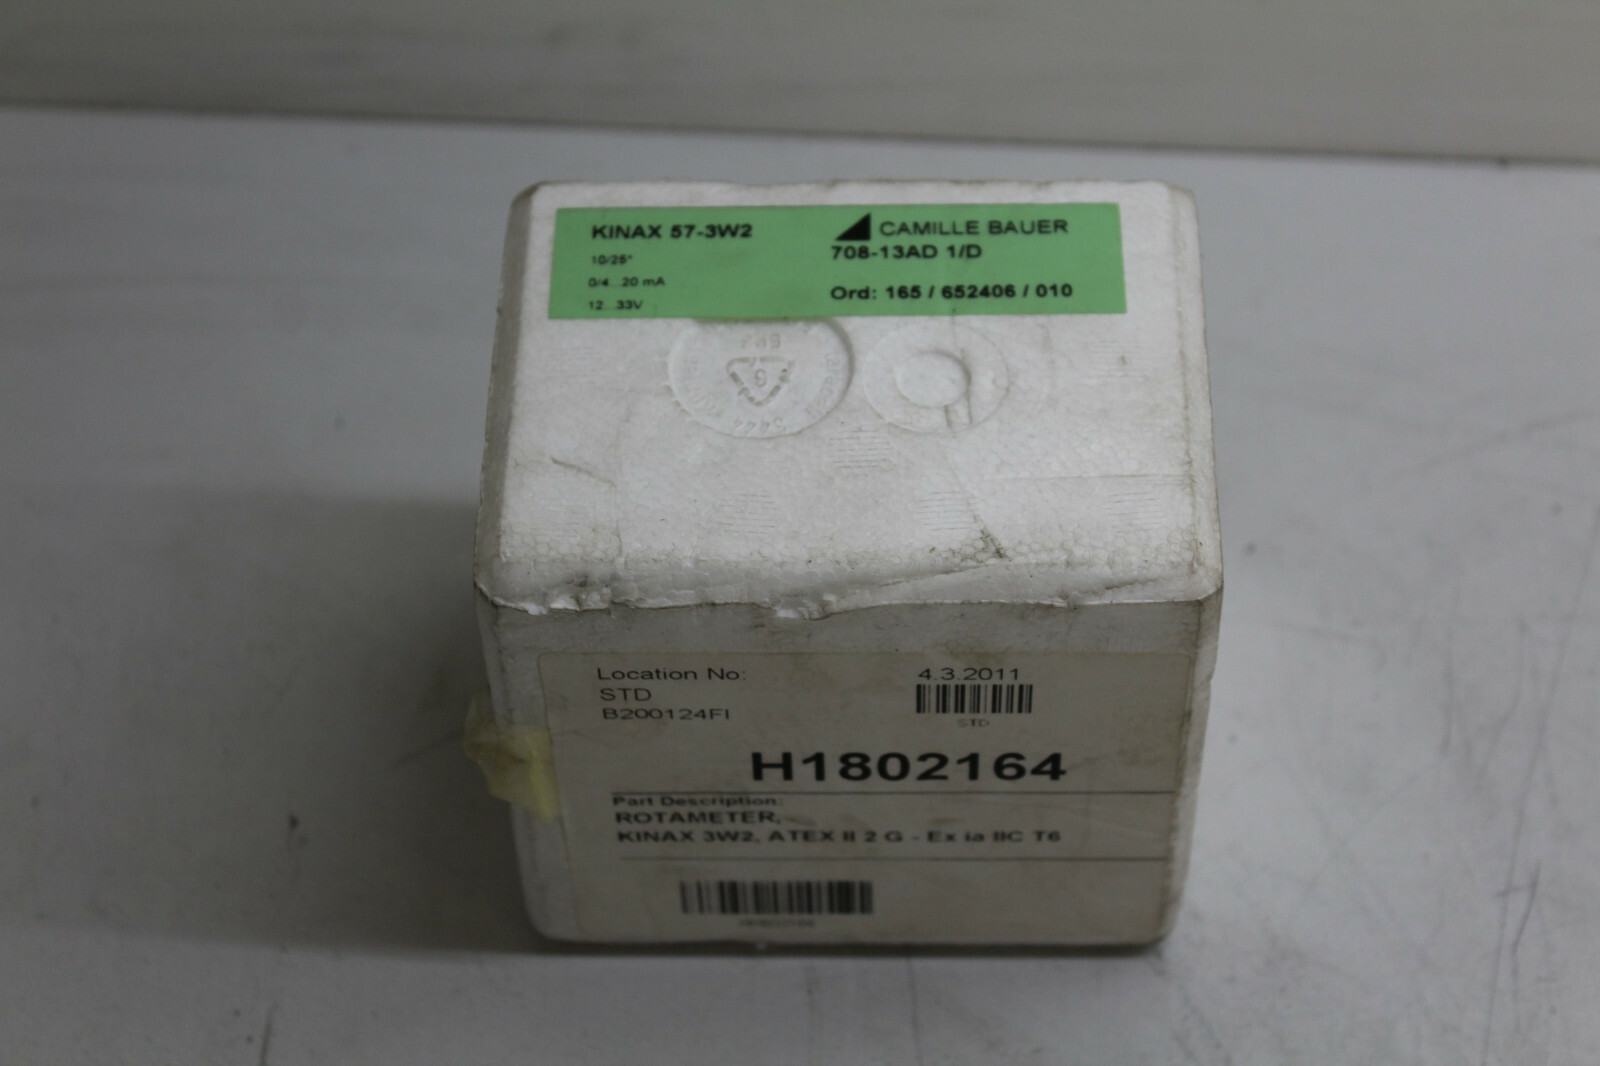 KINAX 57-3W2
10/25°
0/4...20 mA
12...33V
CAMILLE BAUER
708-13AD 1/D
Ord: 165 / 652406 / 010
6
5444
Location No:
STD
B200124FI
4.3.2011
STD
H1802164
Part Description:
ROTAMETER,
KINAX 3W2, ATEX II 2 G - Ex ia IIC T6